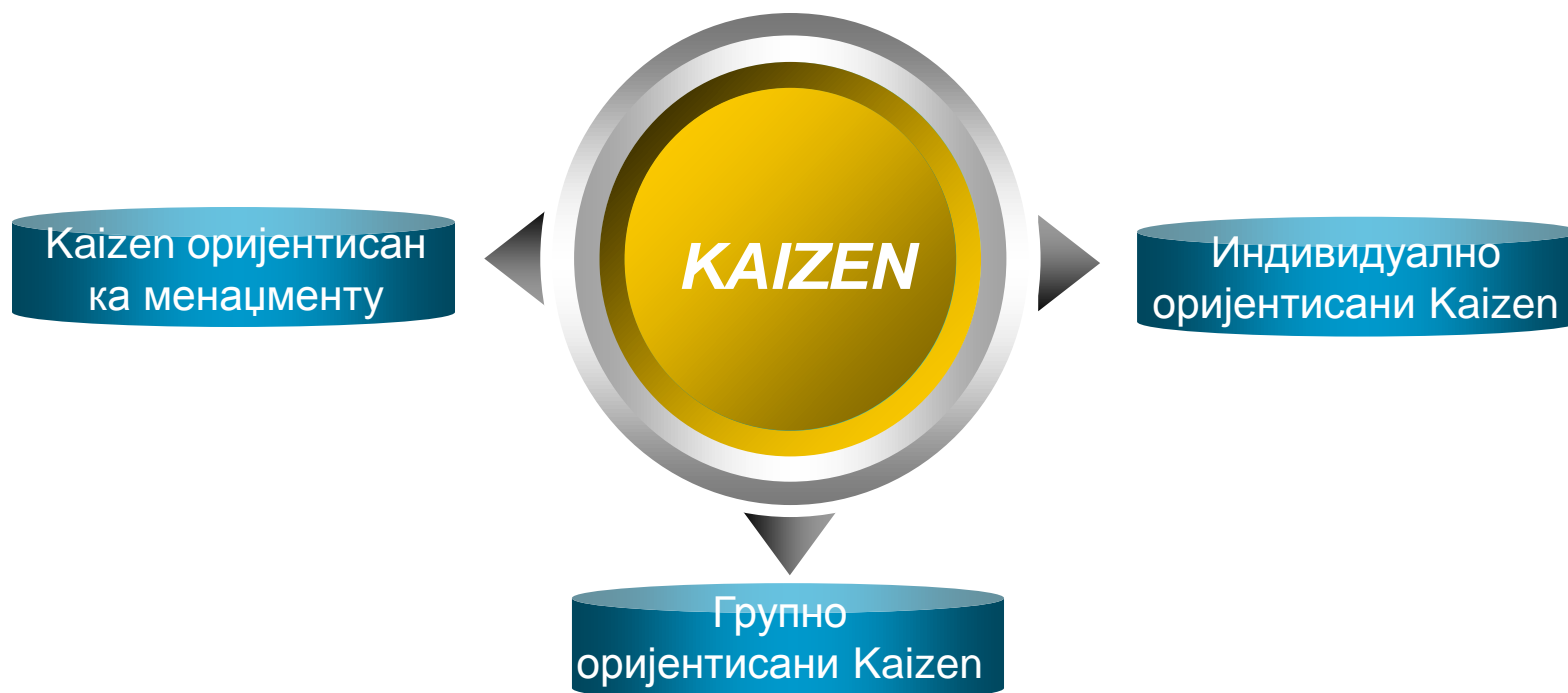 KAIZEN
Kaizen оријентисан
ка менаџменту
Индивидуално
оријентисани Kaizen
Групно
оријентисани Kaizen